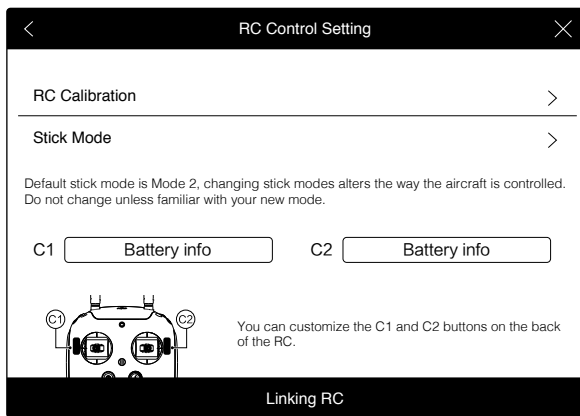 RC Control Setting
RC Calibration
Stick Mode
Default stick mode is Mode 2, changing stick modes alters the way the aircraft is controlled.
Do not change unless familiar with your new mode.
C1 Battery info C2 Battery info
C1 C2
You can customize the C1 and C2 buttons on the back
of the RC.
Linking RC